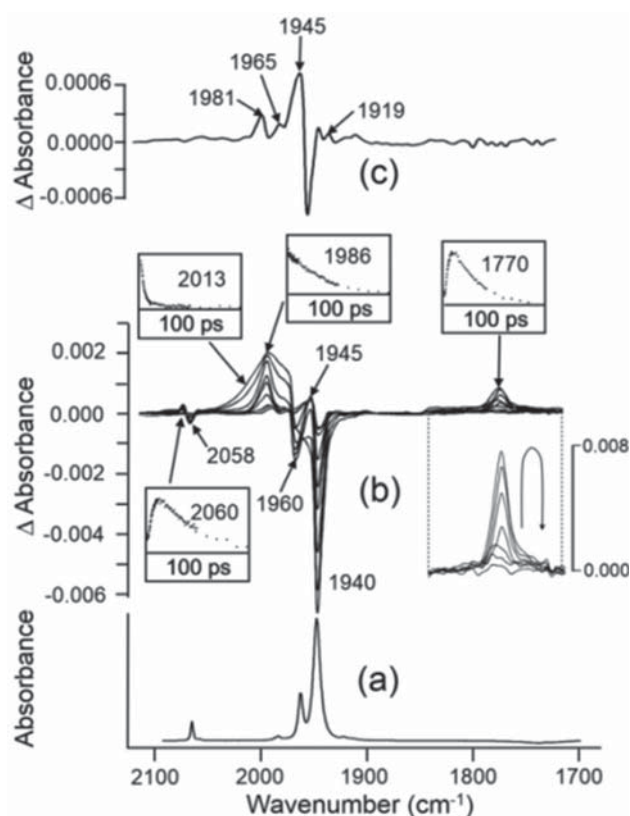 1945
1965
1981
1919
0.0006
0.0000
-0.0006
Δ Absorbance
(c)
2013
100 ps
1986
100 ps
1770
100 ps
0.002
0.000
-0.002
-0.004
-0.006
Δ Absorbance
1945
2058
1960
(b)
2060
100 ps
1940
0.008
0.000
Absorbance
(a)
2100 2000 1900 1800 1700
Wavenumber (cm-1)